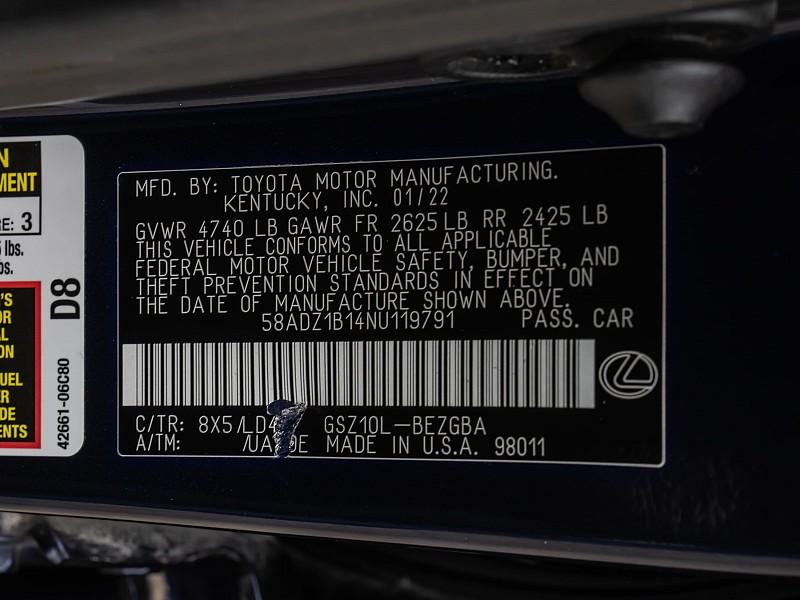 MFD. BY: TOYOTA MOTOR MANUFACTURING.
KENTUCKY, INC. 01/22
GVWR 4740 LB GAWR FR 2625 LB RR 2425 LB
THIS VEHICLE CONFORMS TO ALL APPLICABLE
FEDERAL MOTOR VEHICLE SAFETY, BUMPER, AND
THEFT PREVENTION STANDARDS IN EFFECT ON
THE DATE OF MANUFACTURE SHOWN ABOVE.
58ADZ1B14NU119791 PASS. CAR
C/TR: 8X5/ GSZ10L-BEZGBA
A/TM: MADE IN U.S.A. 98011
3
lbs.
D8
42661-06C80